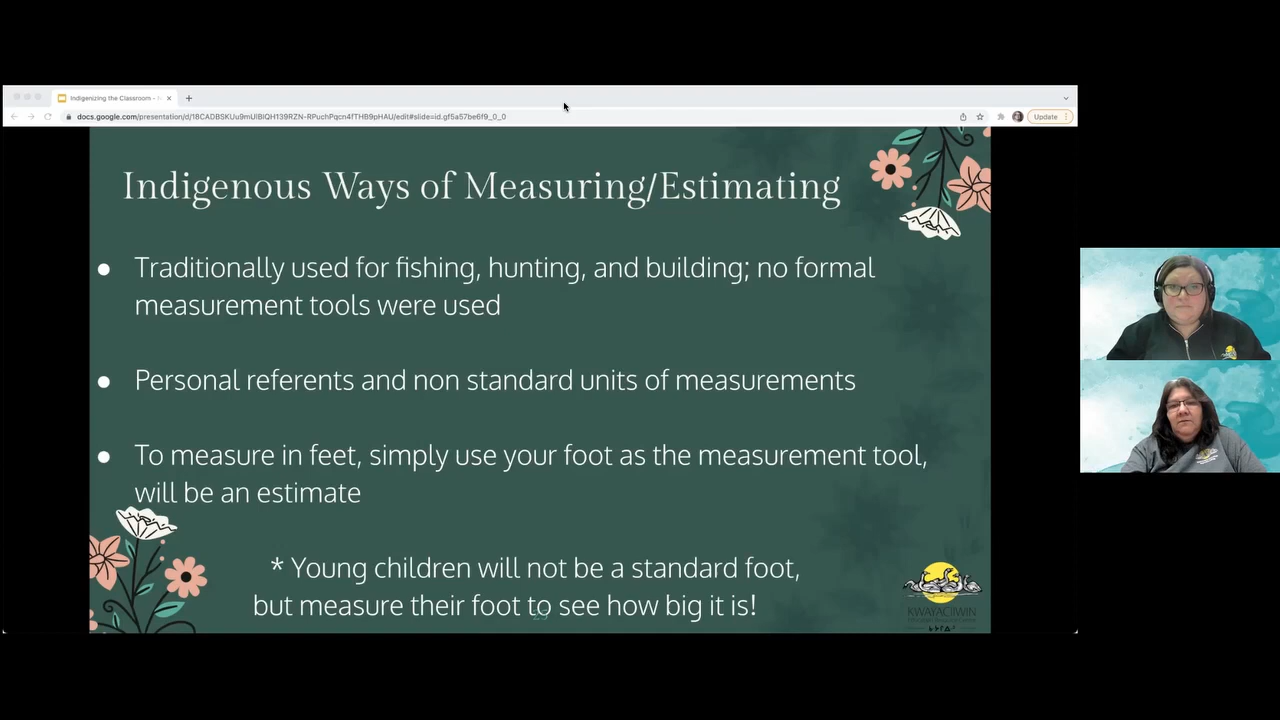 Indigenizing the Classroom -
docs.google.com/presentation/d/18CADBSKUu9mUIBIQH139RZN-RPuchPqcn4fTHB9pHAU/edit#slide=id.gf5a57be6f9_0_0
Update
Indigenous Ways of Measuring/Estimating
● Traditionally used for fishing, hunting, and building; no formal
measurement tools were used
● Personal referents and non standard units of measurements
● To measure in feet, simply use your foot as the measurement tool,
will be an estimate
* Young children will not be a standard foot,
but measure their foot to see how big it is!
KWAYACIIWIN